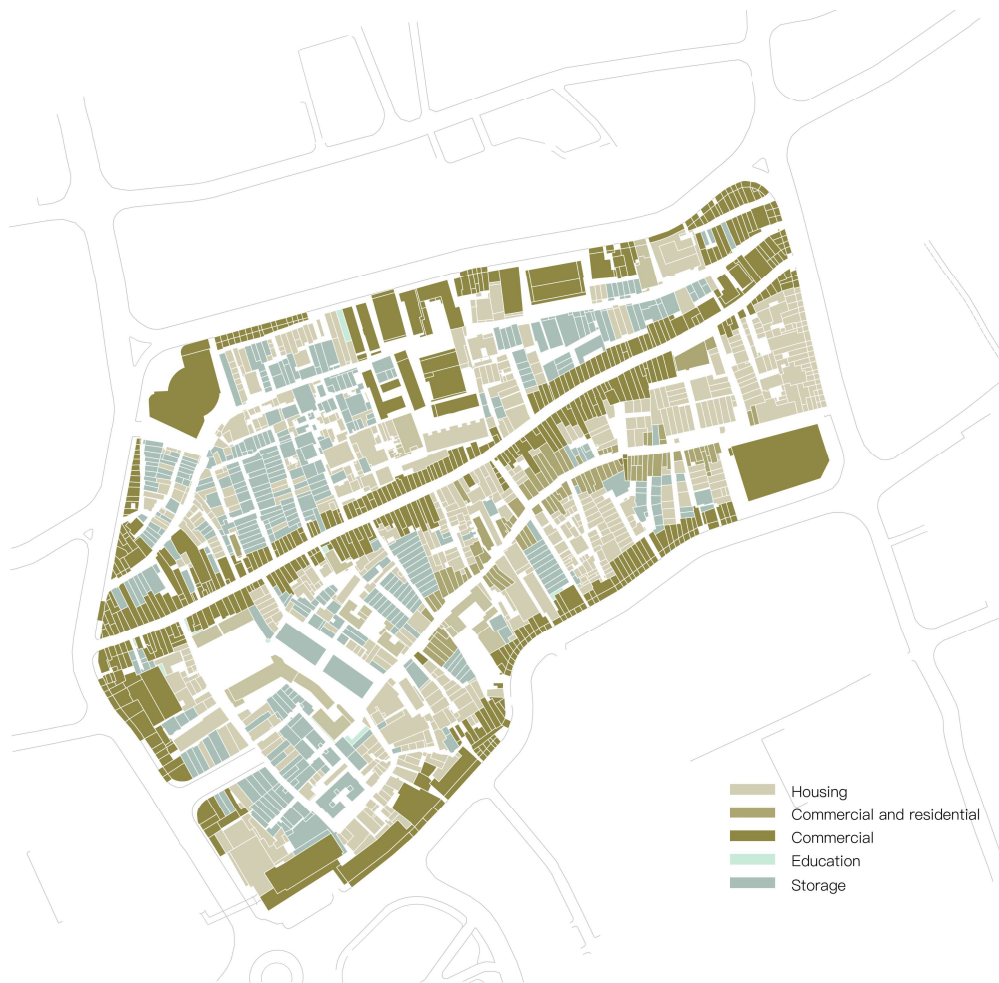 Housing
Commercial and residential
Commercial
Education
Storage